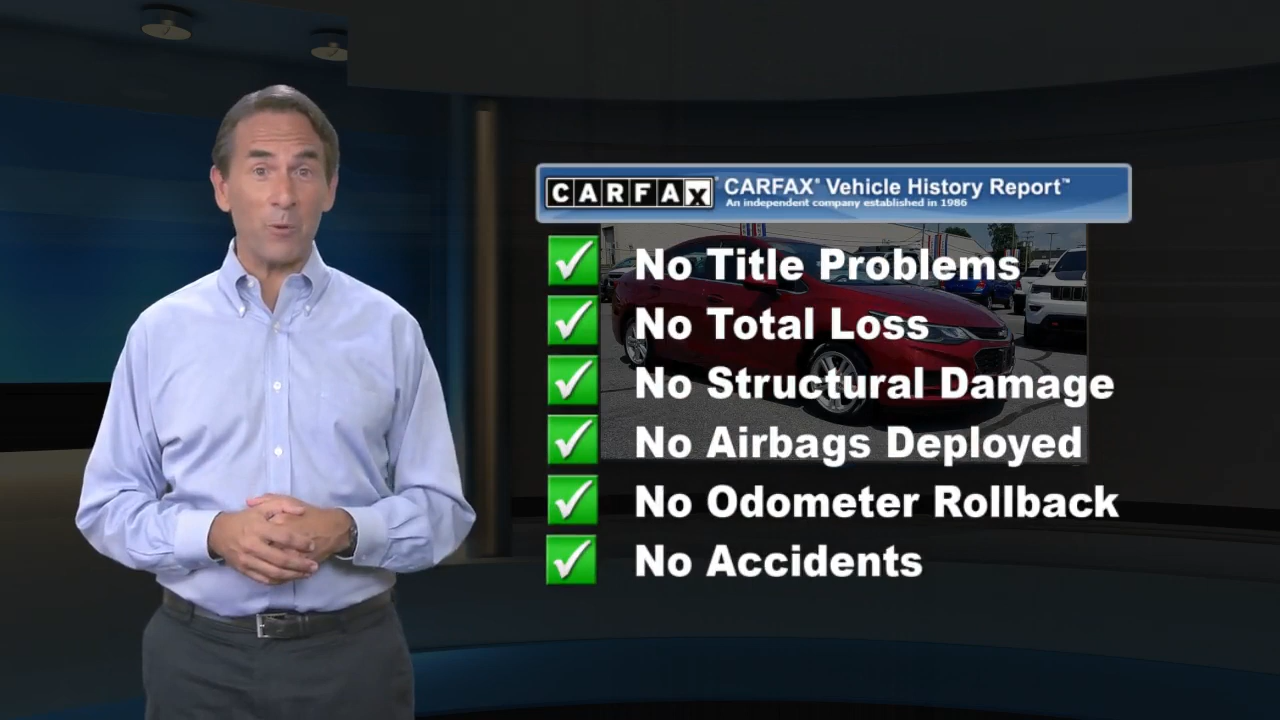 CARFAX® CARFAX® Vehicle History Report™
An independent company established in 1986
No Title Problems
No Total Loss
No Structural Damage
No Airbags Deployed
No Odometer Rollback
No Accidents